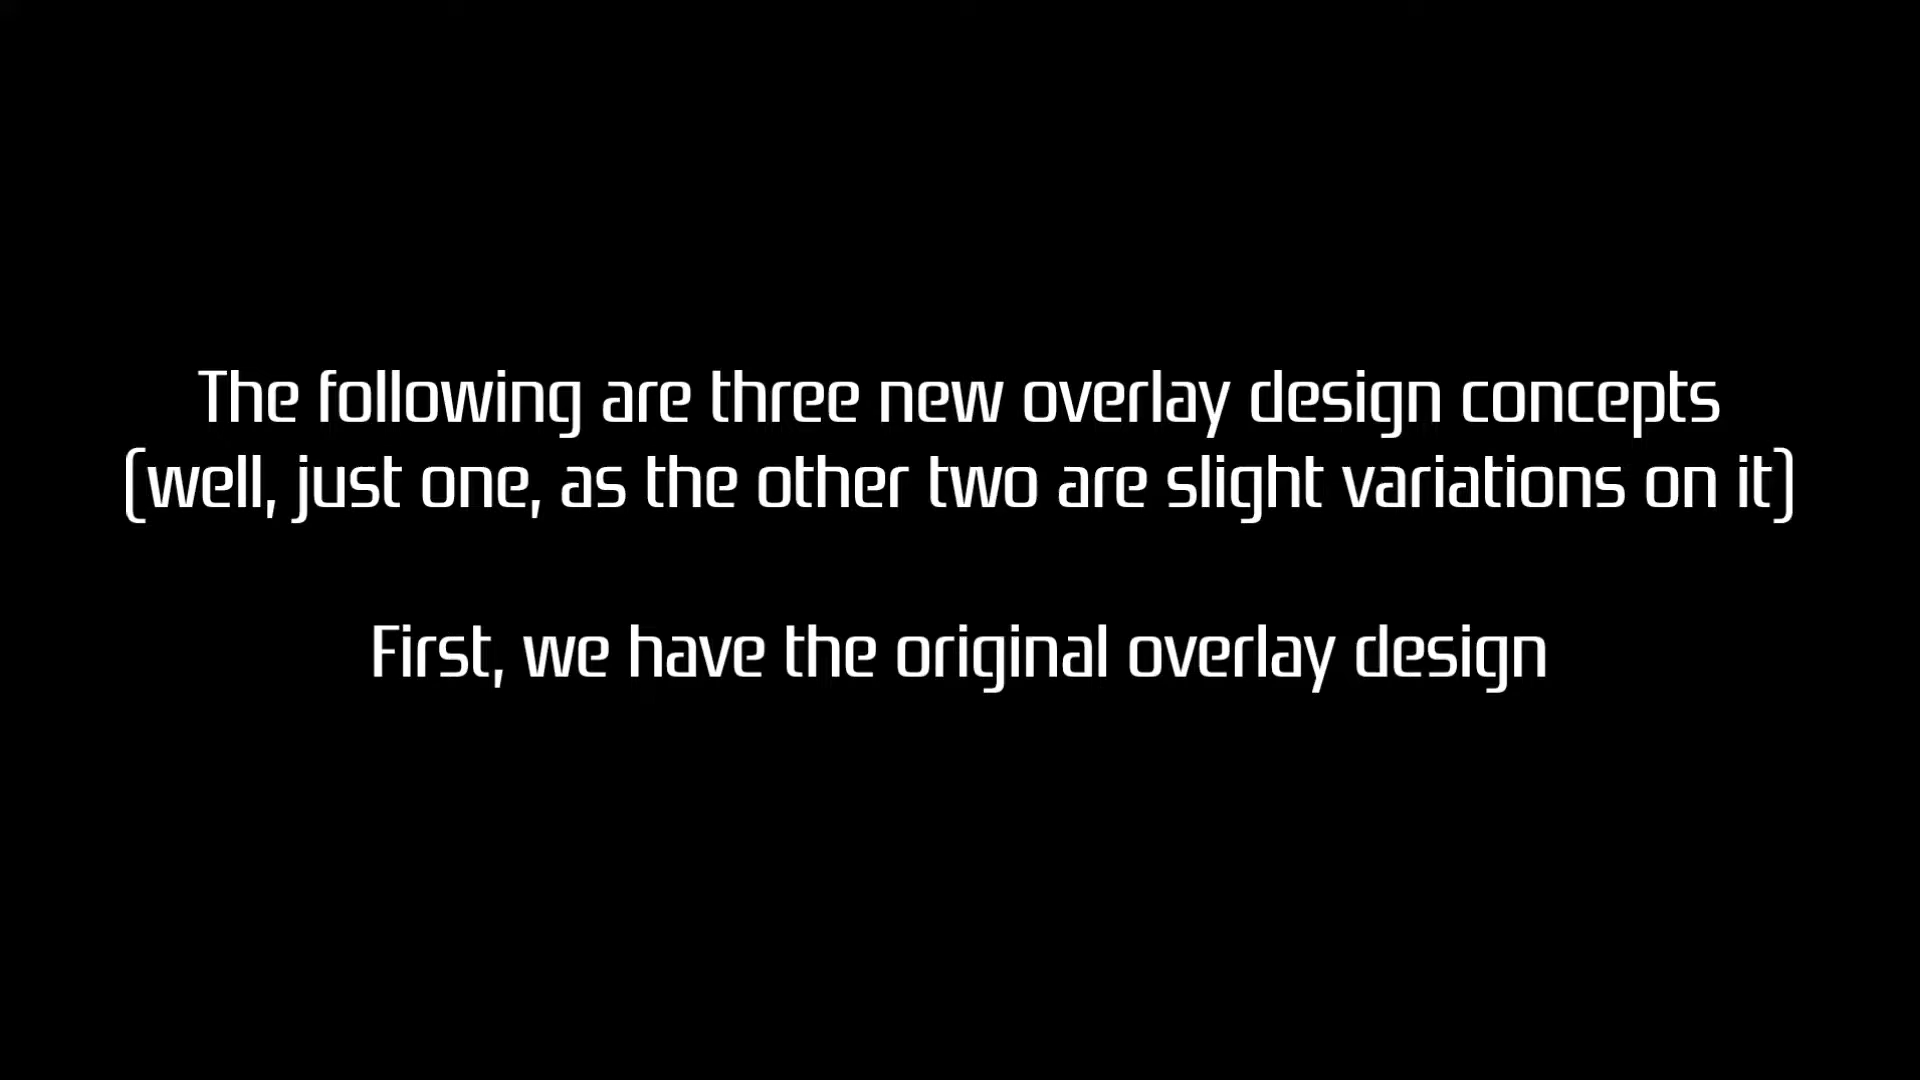 The following are three new overlay design concepts
(well, just one, as the other two are slight variations on it)
First, we have the original overlay design